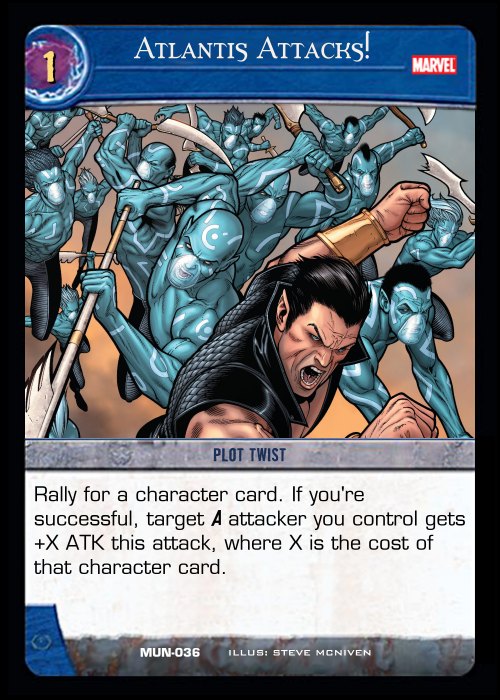 1
Atlantis Attacks!
MARVEL
PLOT TWIST
Rally for a character card. If you're
successful, target A attacker you control gets
+X ATK this attack, where X is the cost of
that character card.
MUN-036 ILLUS: STEVE MCNIVEN